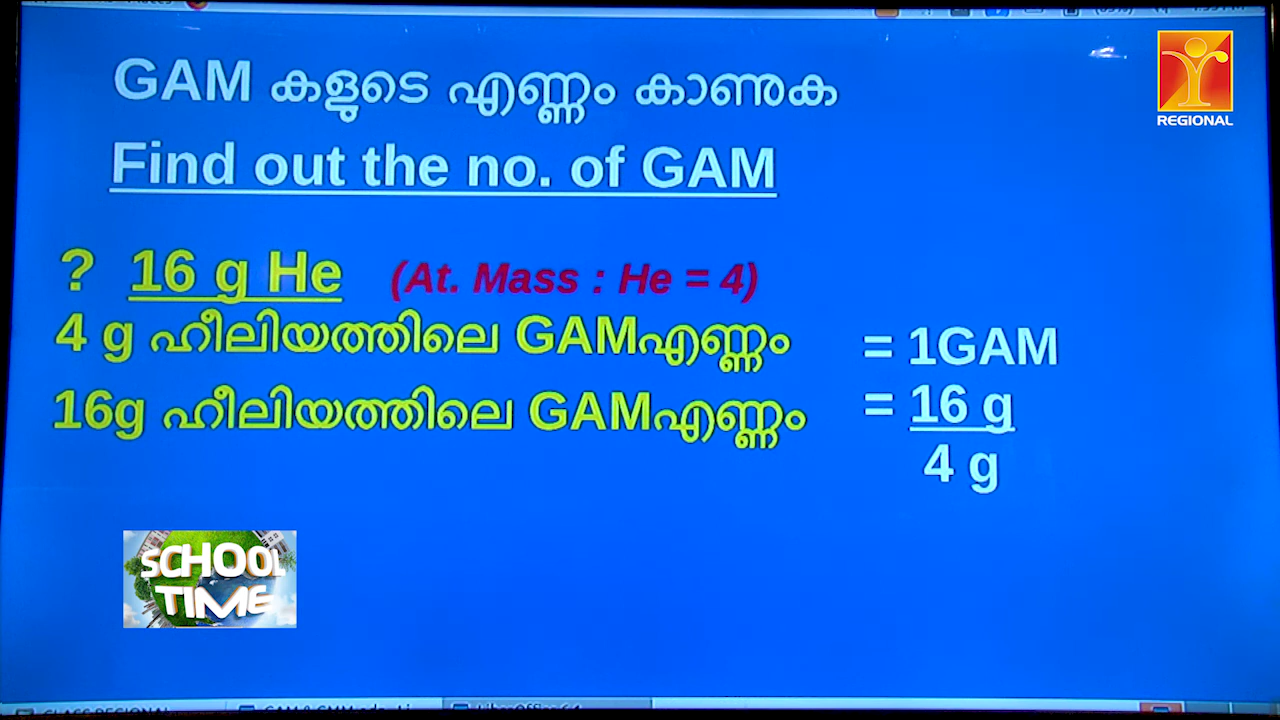 GAM കളുടെ എണ്ണം കാണുക
REGIONAL
Find out the no. of GAM
? 16 g He (At. Mass : He = 4)
4 g ഹീലിയത്തിലെ GAMഎണ്ണം = 1GAM
16g ഹീലിയത്തിലെ GAMഎണ്ണം = 16 g
4 g
SCHOOL
TIME